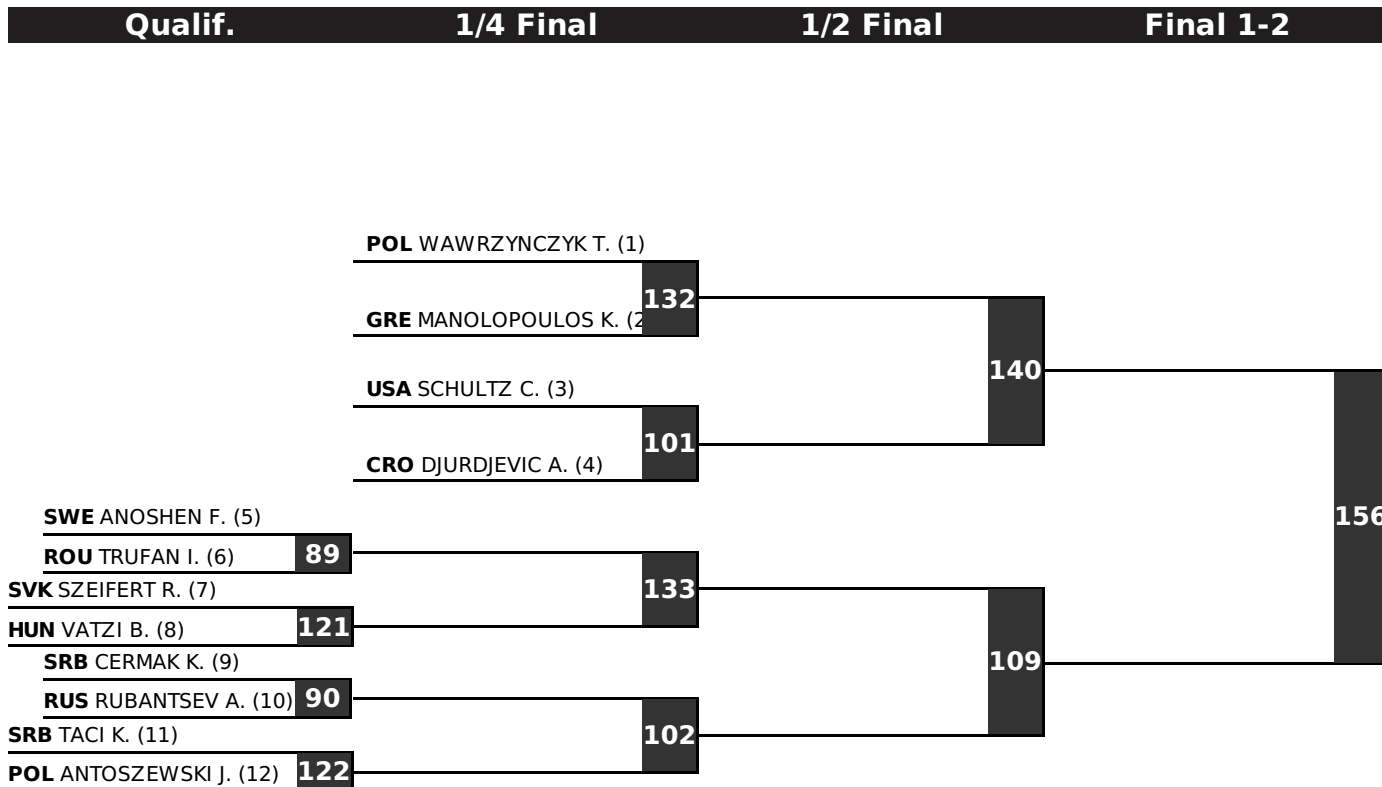 Qualif. 1/4 Final 1/2 Final Final 1-2
POL WAWRZYNCZYK T. (1)
132
GRE MANOLOPOULOS K. (2
140
USA SCHULTZ C. (3)
101
CRO DJURDJEVIC A. (4)
SWE ANOSHEN F. (5)
156
ROU TRUFAN I. (6) 89
SVK SZEIFERT R. (7)
133
HUN VATZI B. (8) 121
SRB CERMAK K. (9)
109
RUS RUBANTSEV A. (10) 90
SRB TACI K. (11)
102
POL ANTOSZEWSKI J. (12) 122